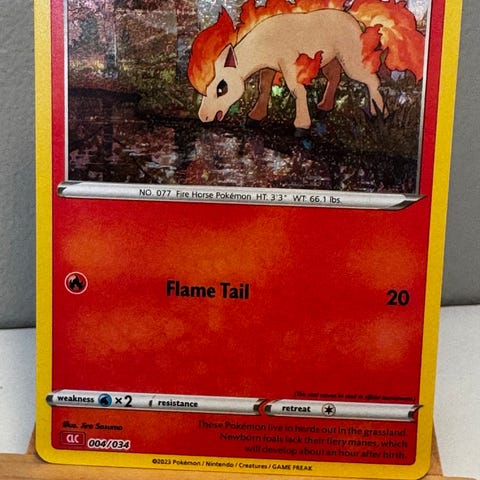 NO. 077 Fire Horse Pokémon HT: 3'3" WT: 66.1 lbs.
Flame Tail 20
weakness ×2 resistance retreat
Illus. Jiro Sasumo
These Pokémon live in herds out in the grassland.
CLC 004/034
Newborn foals lack their fiery manes, which
will develop about an hour after birth.
©2023 Pokémon / Nintendo / Creatures / GAME FREAK